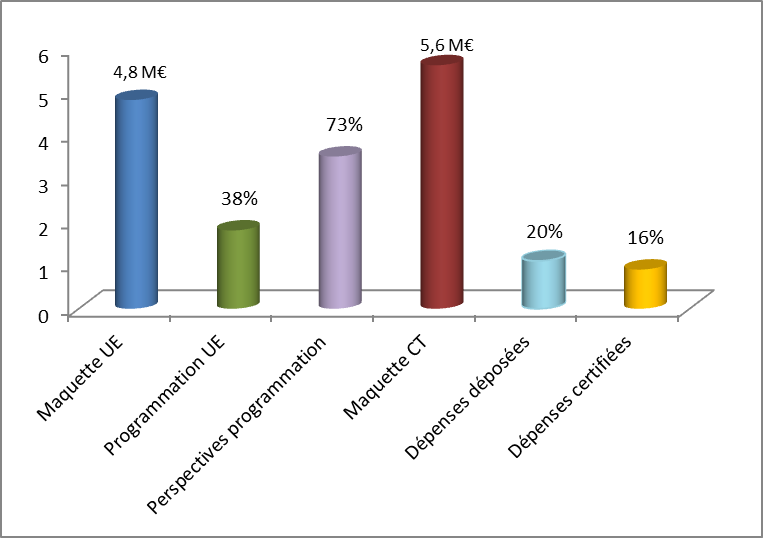 6
5
4
3
2
1
0
4,8 M€
38%
73%
5,6 M€
20%
16%
Maquette UE
Programmation UE
Perspectives programmation
Maquette CT
Dépenses déposées
Dépenses certifiées